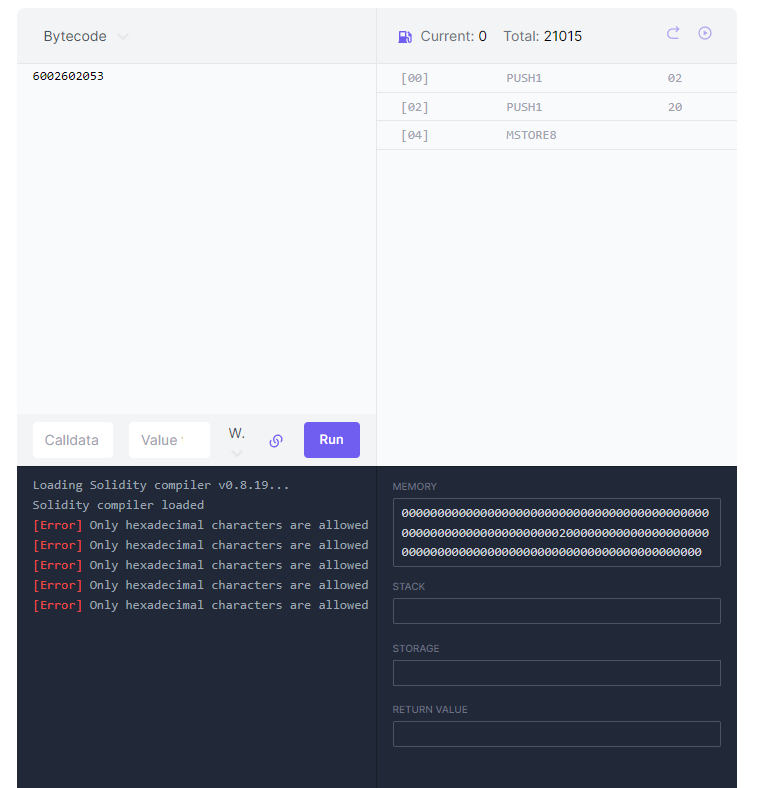 Bytecode
Current: 0 Total: 21015
6002602053
[00] PUSH1 02
[02] PUSH1 20
[04] MSTORE8
Calldata
Value
W.
Run
Loading Solidity compiler v0.8.19...
Solidity compiler loaded
[Error] Only hexadecimal characters are allowed
[Error] Only hexadecimal characters are allowed
[Error] Only hexadecimal characters are allowed
[Error] Only hexadecimal characters are allowed
[Error] Only hexadecimal characters are allowed
MEMORY
0000000000000000000000000000000000000000000
0000000000000000000000200000000000000000000
000000000000000000000000000000000000000000
STACK
STORAGE
RETURN VALUE